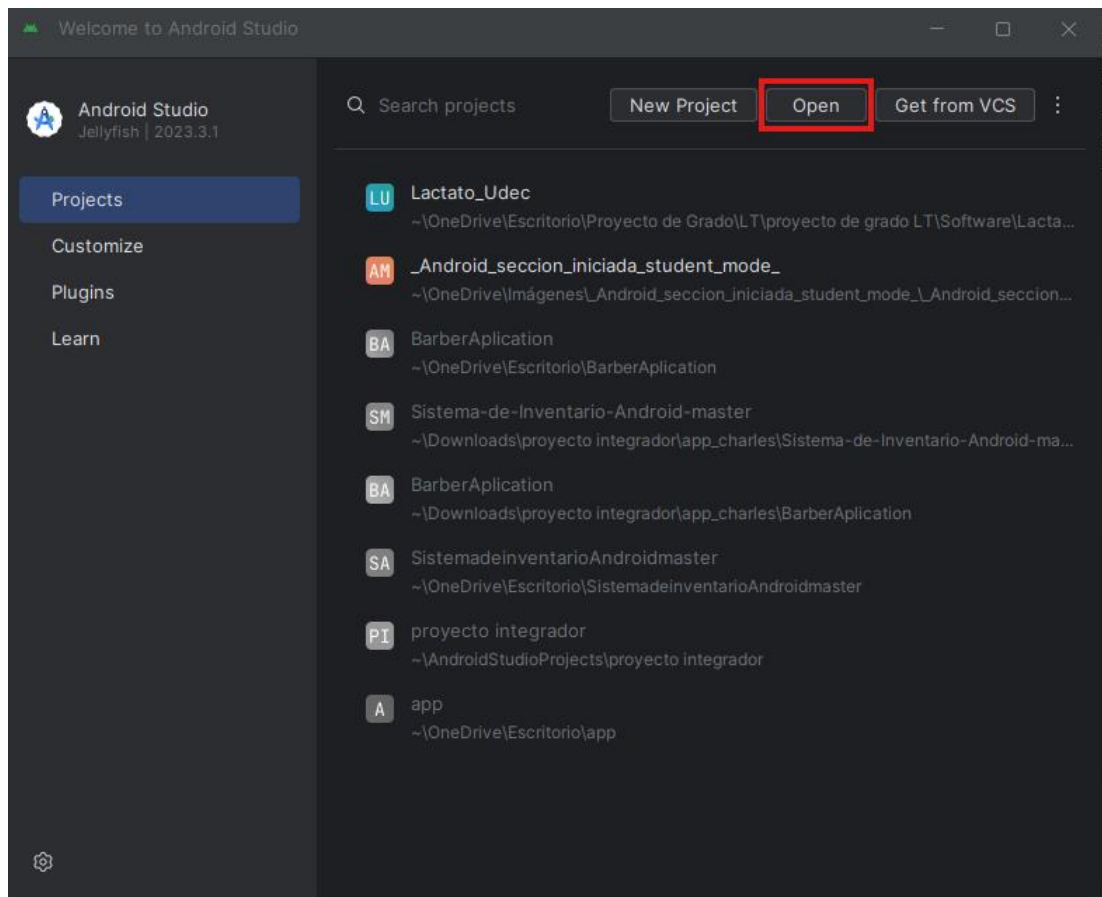 Welcome to Android Studio
Android Studio
Jellyfish | 2023.3.1
Projects
Customize
Plugins
Learn
Search projects
New Project
Open
Get from VCS
LU
Lactato_Udec
~\OneDrive\Escritorio\Proyecto de Grado\LT\proyecto de grado LT\Software\Lacta...
AM
_Android_seccion_iniciada_student_mode_
~\OneDrive\Imágenes\_Android_seccion_iniciada_student_mode_\_Android_seccion...
BA
BarberAplication
~\OneDrive\Escritorio\BarberAplication
SM
Sistema-de-Inventario-Android-master
~\Downloads\proyecto integrador\app_charles\Sistema-de-Inventario-Android-ma...
BA
BarberAplication
~\Downloads\proyecto integrador\app_charles\BarberAplication
SA
SistemadeinventarioAndroidmaster
~\OneDrive\Escritorio\SistemadeinventarioAndroidmaster
PI
proyecto integrador
~\AndroidStudioProjects\proyecto integrador
A
app
~\OneDrive\Escritorio\app